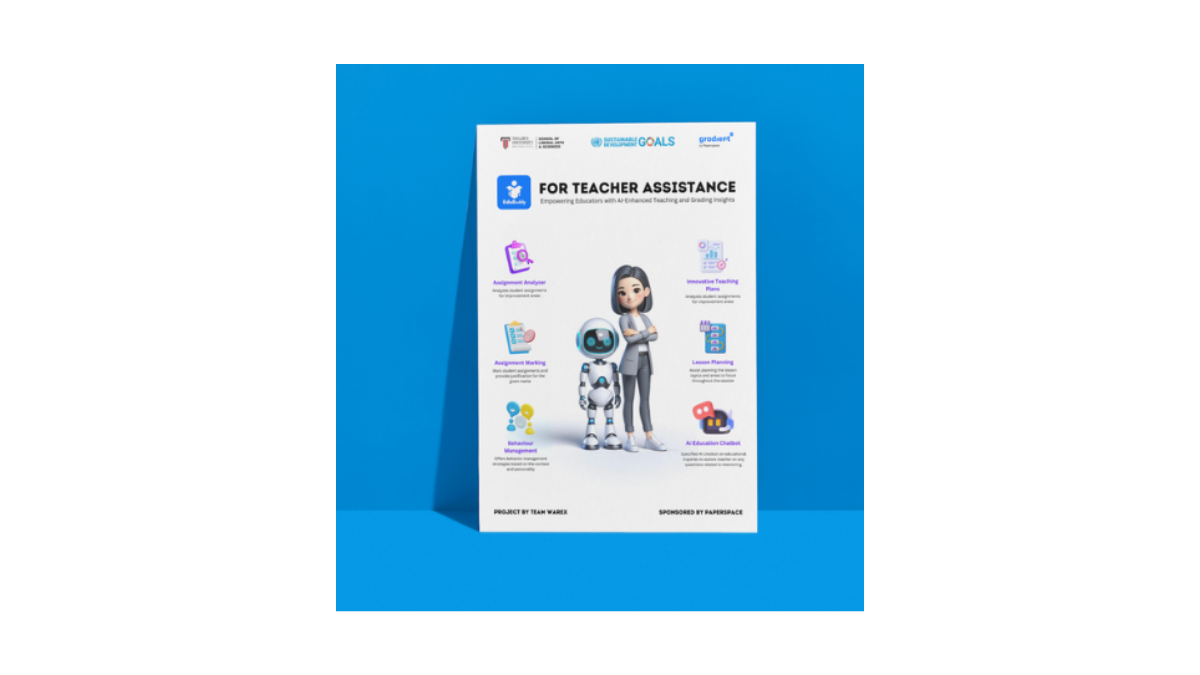 TAYLOR'S UNIVERSITY
SCHOOL OF
LIBERAL ARTS
& SCIENCES
SUSTAINABLE
DEVELOPMENT
GOALS
gradient
by Paperspace
EduBuddy
FOR TEACHER ASSISTANCE
Empowering Educators with AI-Enhanced Teaching and Grading Insights
Assignment Analyzer
Analyzes student assignments
for improvement areas
Assignment Marking
Mark student assignments and
provide justification for the
given marks
Behaviour
Management
Offers behavior management
strategies based on the context
and personality.
Innovative Teaching
Plans
Analyzes student assignments
for improvement areas
Lesson Planning
Assist planning the lesson
topics and areas to focus
throughout the session
AI Education Chatbot
Specified AI chatbot on educational
inquiries to assist teacher on any
questions related to
PROJECT BY TEAM WAREX
SPONSORED BY PAPERSPACE